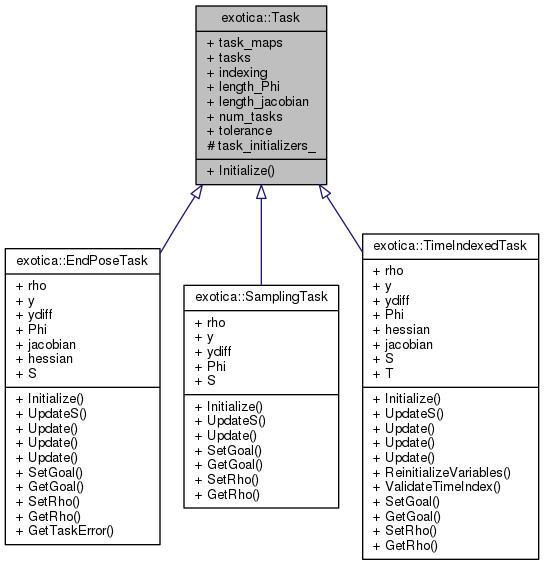 exotica::Task
+ task_maps
+ tasks
+ indexing
+ length_Phi
+ length_jacobian
+ num_tasks
+ tolerance
# task_initializers_
+ Initialize()
exotica::EndPoseTask
+ rho
+ y
+ ydiff
+ Phi
+ jacobian
+ hessian
+ S
+ Initialize()
+ UpdateS()
+ Update()
+ Update()
+ Update()
+ SetGoal()
+ GetGoal()
+ SetRho()
+ GetRho()
+ GetTaskError()
exotica::SamplingTask
+ rho
+ y
+ ydiff
+ Phi
+ S
+ Initialize()
+ UpdateS()
+ Update()
+ SetGoal()
+ GetGoal()
+ SetRho()
+ GetRho()
exotica::TimeIndexedTask
+ rho
+ y
+ ydiff
+ Phi
+ hessian
+ jacobian
+ S
+ T
+ Initialize()
+ UpdateS()
+ Update()
+ Update()
+ Update()
+ ReinitializeVariables()
+ ValidateTimeIndex()
+ SetGoal()
+ GetGoal()
+ SetRho()
+ GetRho()